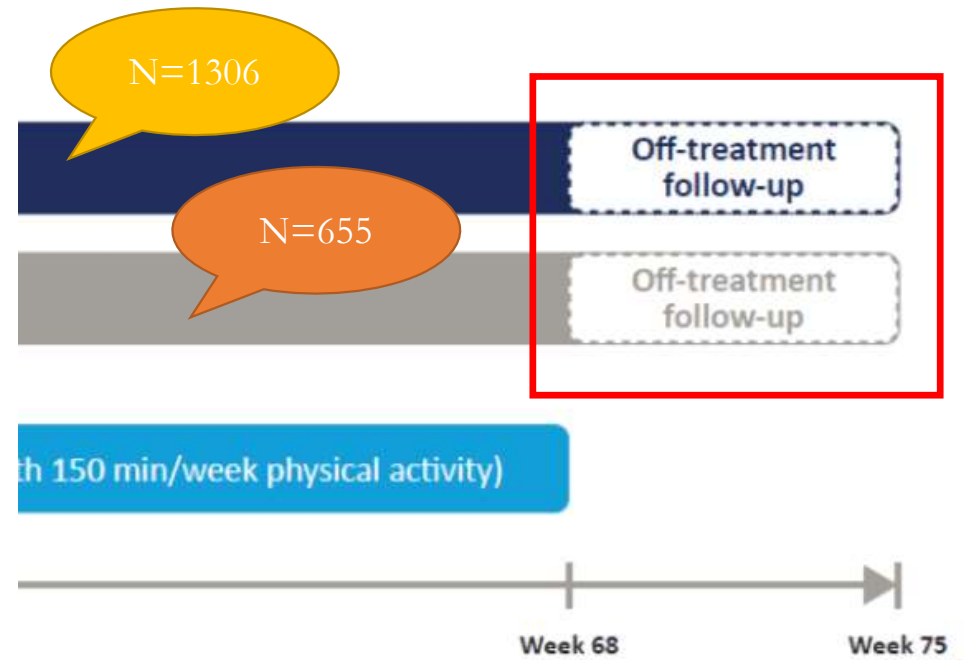 N=1306
Off-treatment
follow-up
N=655
Off-treatment
follow-up
th 150 min/week physical activity)
Week 68
Week 75